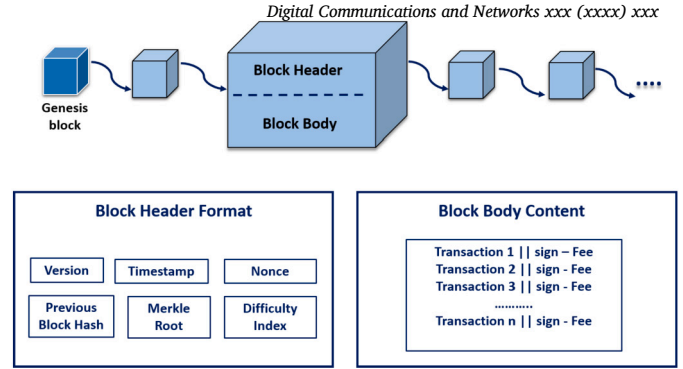 Digital Communications and Networks xxx (xxxx) xxx
Block Header
Block Body
Genesis
block
....
Block Header Format
Version
Timestamp
Nonce
Previous
Block Hash
Merkle
Root
Difficulty
Index
Block Body Content
Transaction 1 || sign – Fee
Transaction 2 || sign - Fee
Transaction 3 || sign - Fee
...........
Transaction n || sign - Fee